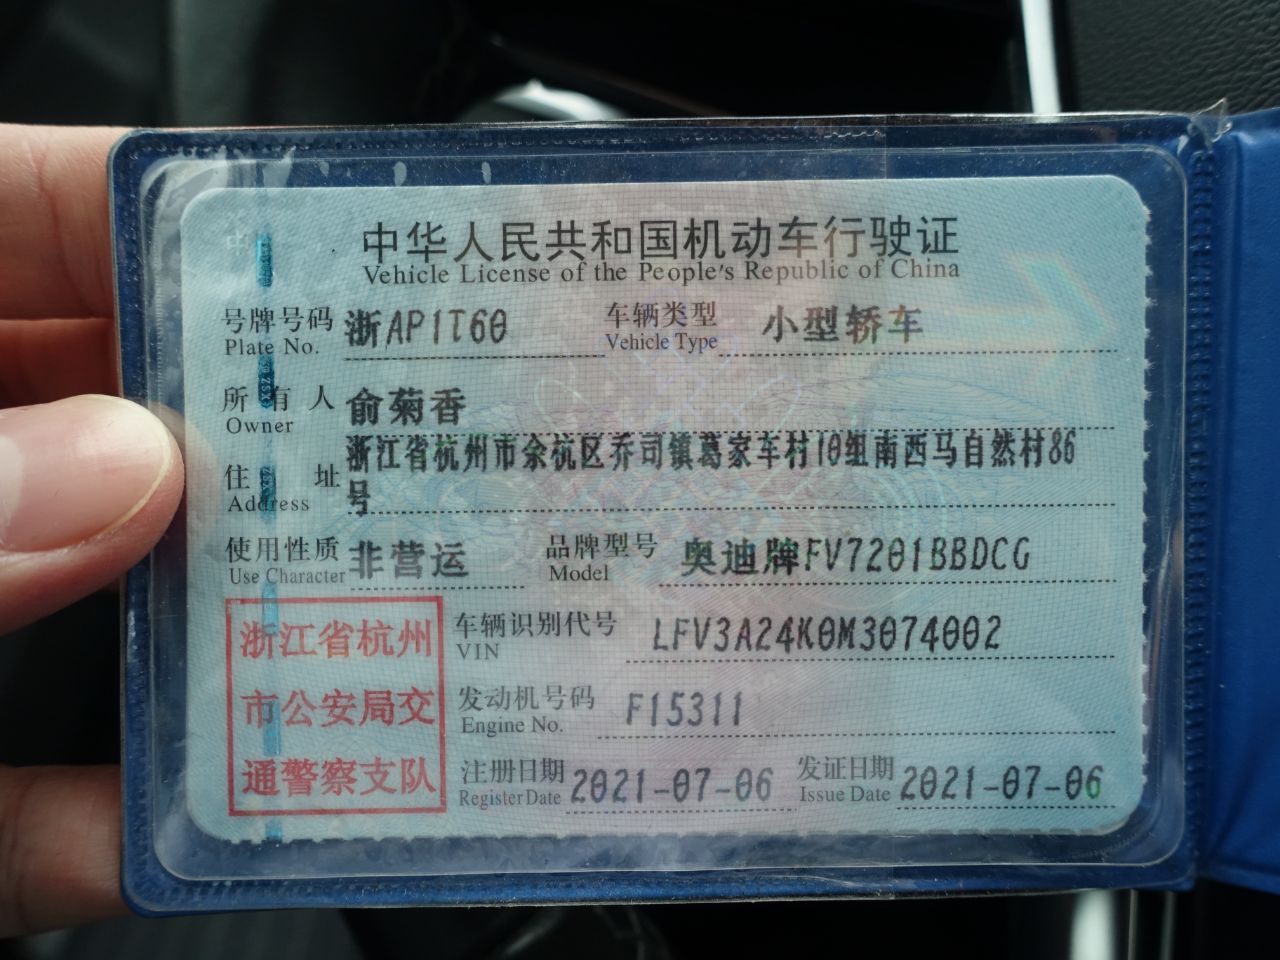 中华人民共和国机动车行驶证
Vehicle License of the People's Republic of China
号牌号码 浙AP1T60 车辆类型 小型轿车
Plate No. Vehicle Type
所有人 俞菊香
Owner
住址 浙江省杭州市余杭区乔司镇葛家车村10组南西马自然村86
号
Address
使用性质 非营运 品牌型号 奥迪牌FV7201BBDCG
Use Character Model
浙江省杭州
市公安局交
通警察支队
车辆识别代号 LFV3A24K0M3074002
VIN
发动机号码 F15311
Engine No.
注册日期 2021-07-06 发证日期 2021-07-06
Register Date Issue Date